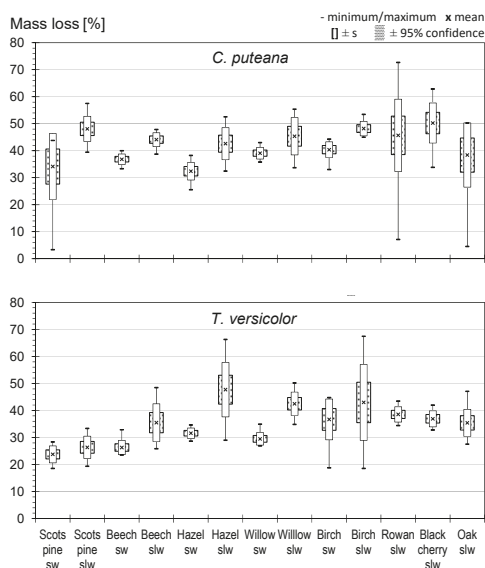 Mass loss [%]
- minimum/maximum x mean
[] ± s ± 95% confidence
80
C. puteana
70
60
50
40
30
20
10
0
80
T. versicolor
70
60
50
40
30
20
10
0
Scots Scots Beech Beech Hazel Hazel Willow Willlow Birch Birch Rowan Black Oak
pine pine sw slw sw slw sw slw sw slw slw cherry slw
sw slw slw